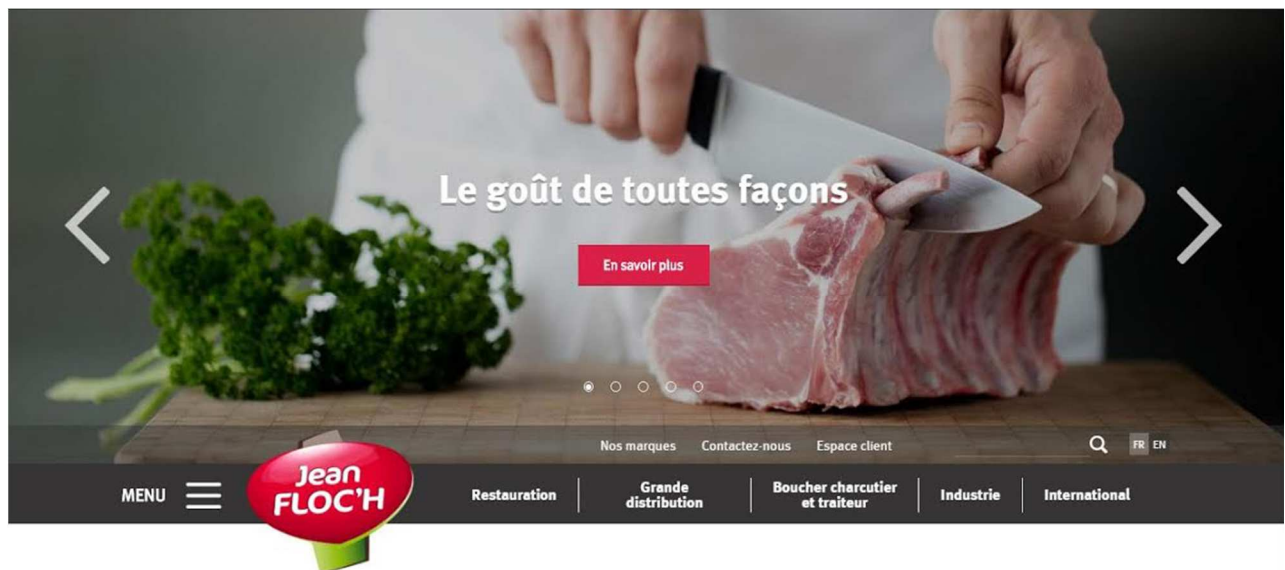 Le goût de toutes façons
En savoir plus
Nos marques Contactez-nous Espace client
FR EN
MENU
Jean
FLOC'H
Restauration
Grande
distribution
Boucher charcutier
et traiteur
Industrie
International